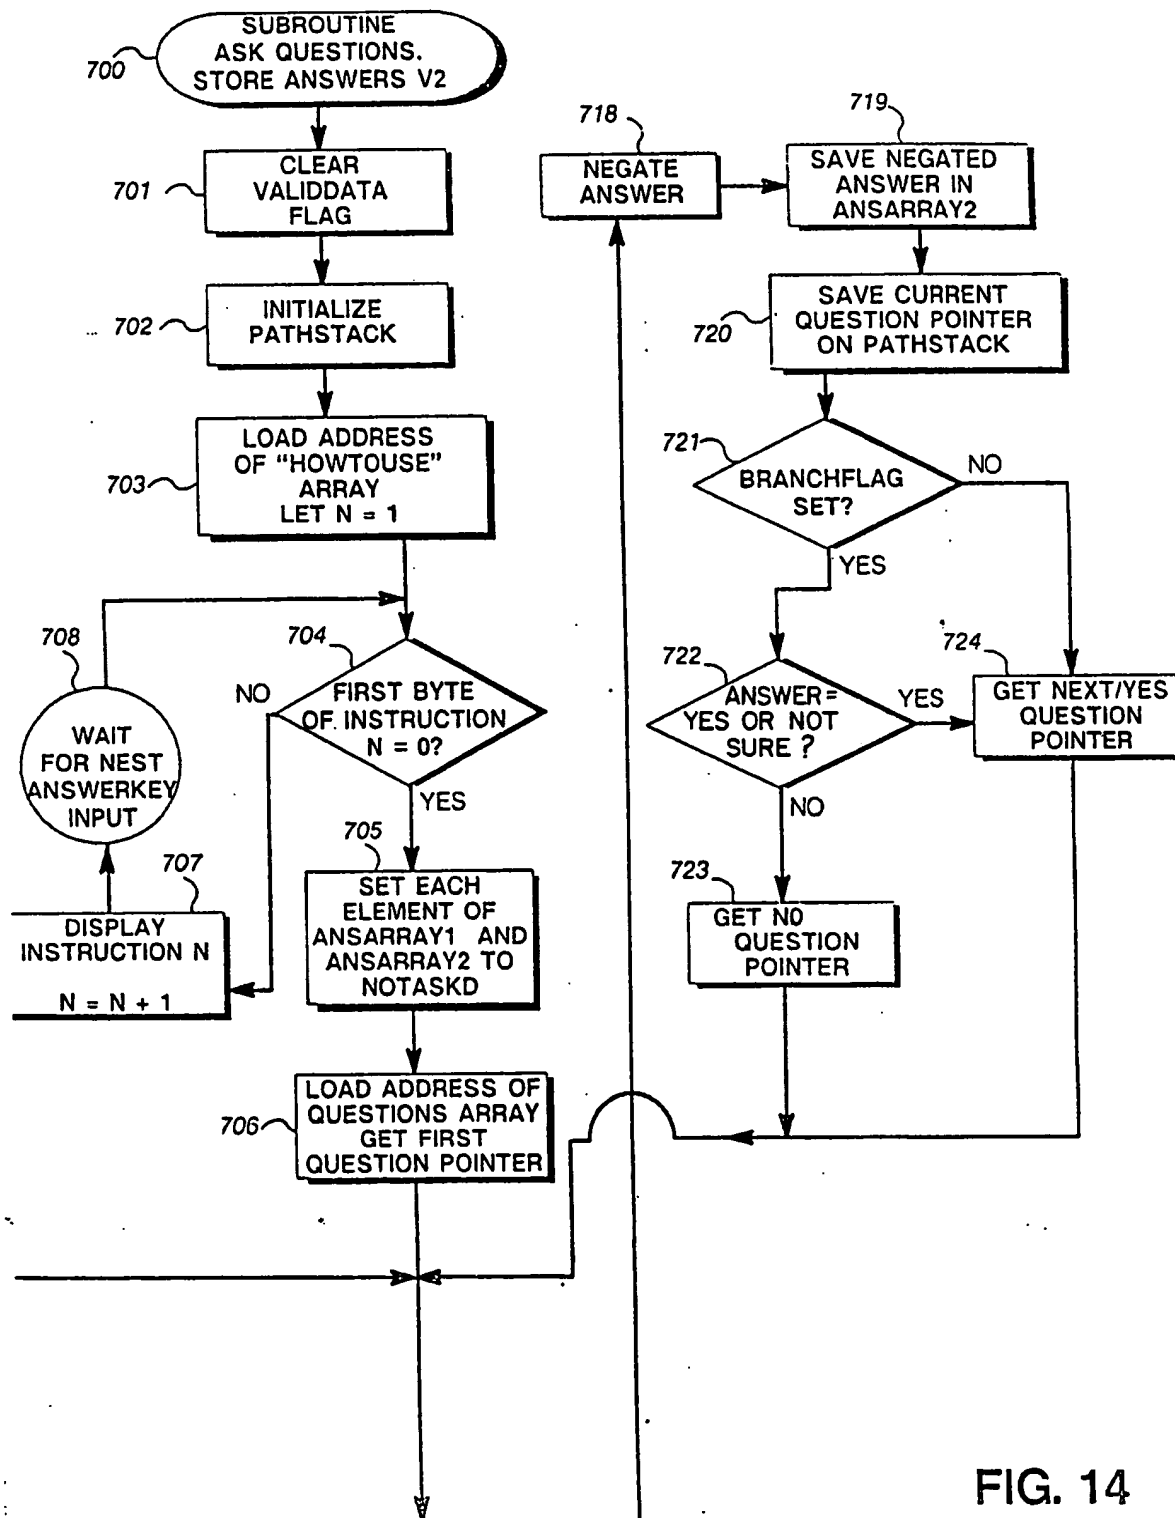 700
SUBROUTINE
ASK QUESTIONS.
STORE ANSWERS V2
701
CLEAR
VALIDDATA
FLAG
702
INITIALIZE
PATHSTACK
703
LOAD ADDRESS
OF "HOWTOUSE"
ARRAY
LET N = 1
704
FIRST BYTE
OF. INSTRUCTION
N = 0?
NO
YES
708
WAIT
FOR NEST
ANSWERKEY
INPUT
707
DISPLAY
INSTRUCTION N
N = N + 1
705
SET EACH
ELEMENT OF
ANSARRAY1 AND
ANSARRAY2 TO
NOTASKD
706
LOAD ADDRESS OF
QUESTIONS ARRAY
GET FIRST
QUESTION POINTER
718
NEGATE
ANSWER
719
SAVE NEGATED
ANSWER IN
ANSARRAY2
720
SAVE CURRENT
QUESTION POINTER
ON PATHSTACK
721
BRANCHFLAG
SET?
NO
YES
722
ANSWER=
YES OR NOT
SURE ?
YES
NO
724
GET NEXT/YES
QUESTION
POINTER
723
GET NO
QUESTION
POINTER
FIG. 14